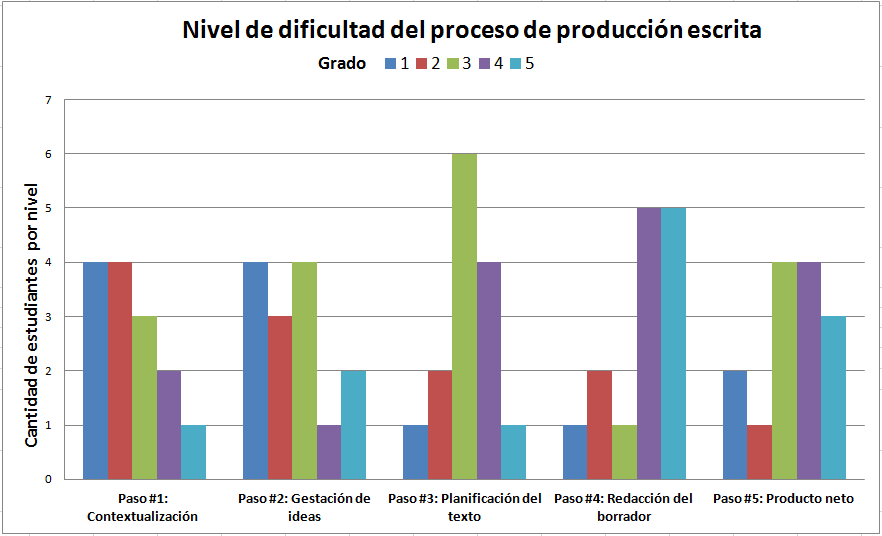 Nivel de dificultad del proceso de producción escrita
Grado 1 2 3 4 5
Cantidad de estudiantes por nivel
7
6
5
4
3
2
1
0
Paso #1:
Contextualización
Paso #2: Gestación de
ideas
Paso #3: Planificación del
texto
Paso #4: Redacción del
borrador
Paso #5: Producto neto